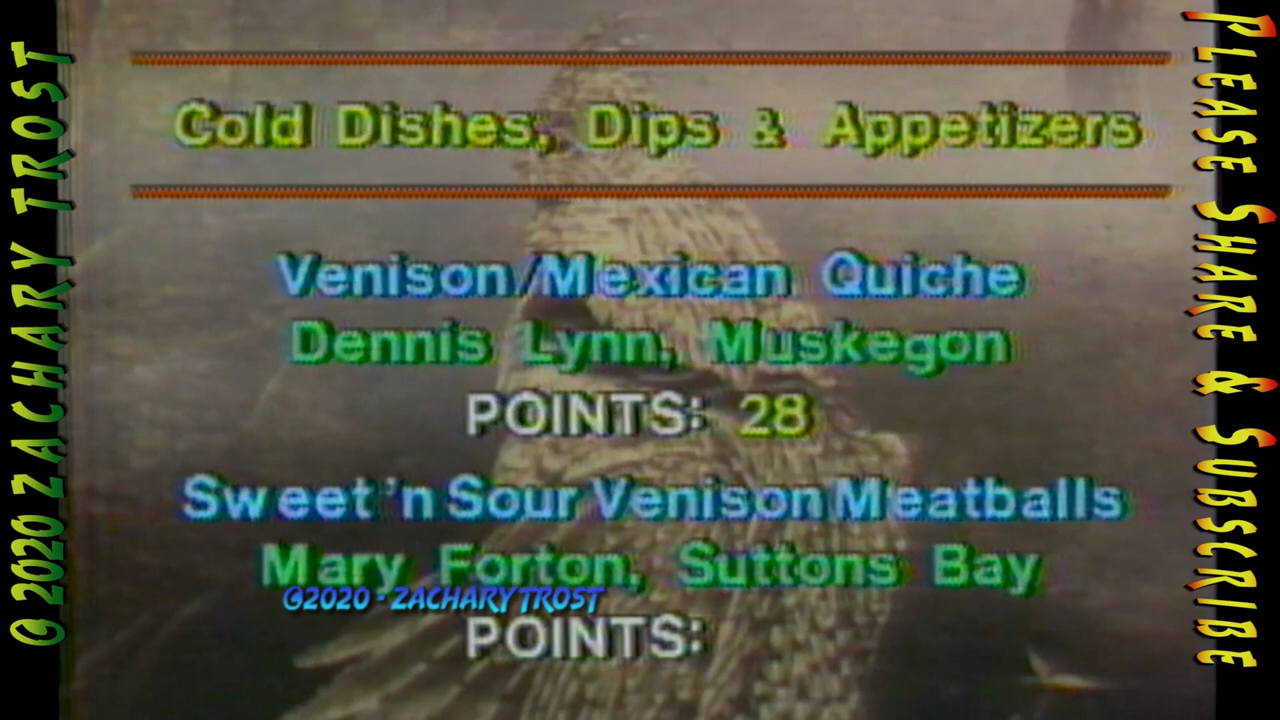 ©2020 ZACHARY TROST
Cold Dishes, Dips & Appetizers
Venison/Mexican Quiche
Dennis Lynn, Muskegon
POINTS: 28
Sweet 'n Sour Venison Meatballs
Mary Forton, Suttons Bay
©2020 - ZACHARY TROST
POINTS:
PLEASE SHARE & SUBSCRIBE